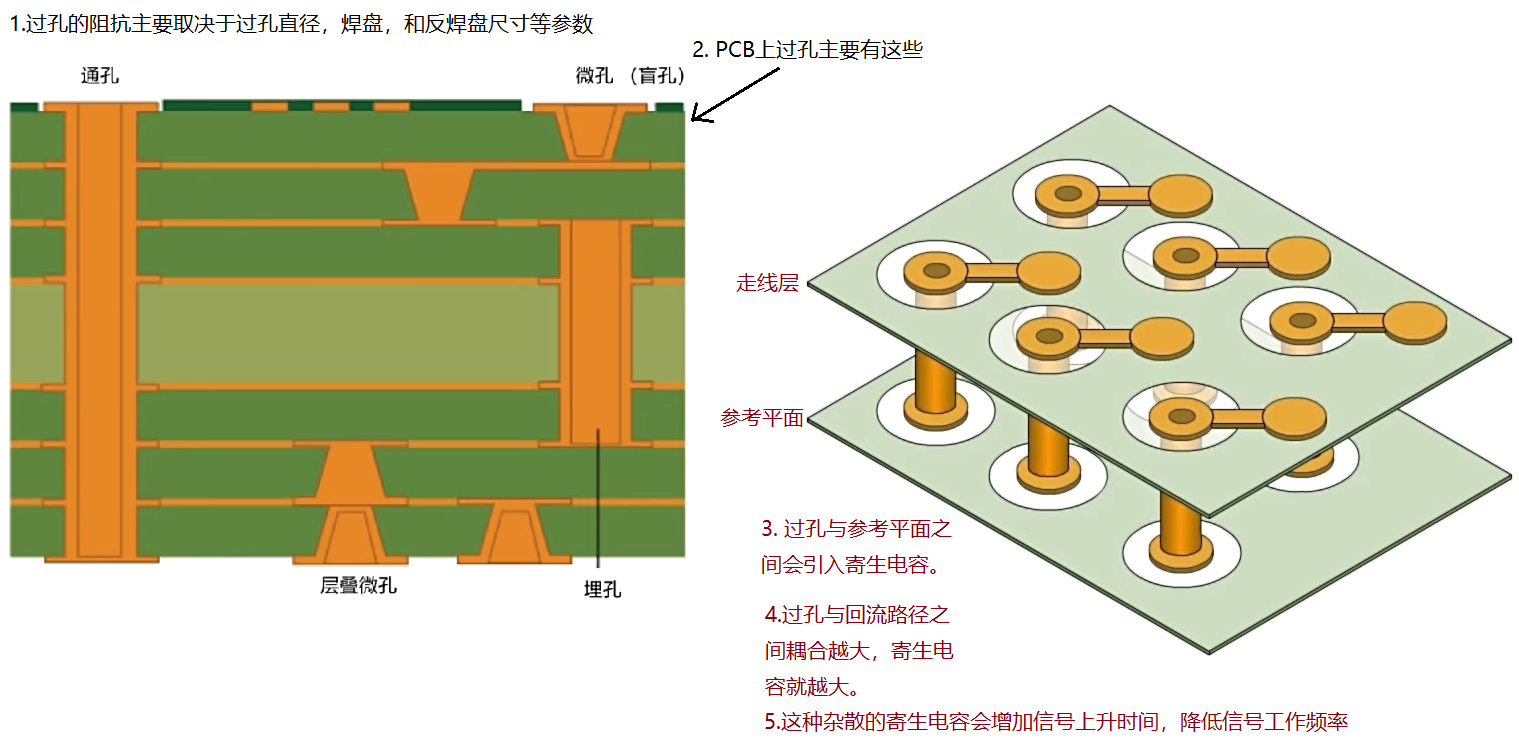 1.过孔的阻抗主要取决于过孔直径，焊盘，和反焊盘尺寸等参数
2. PCB上过孔主要有这些
通孔
微孔 （盲孔）
走线层
参考平面
3. 过孔与参考平面之
间会引入寄生电容。
层叠微孔
埋孔
4.过孔与回流路径之
间耦合越大，寄生电
容就越大。
5.这种杂散的寄生电容会增加信号上升时间，降低信号工作频率